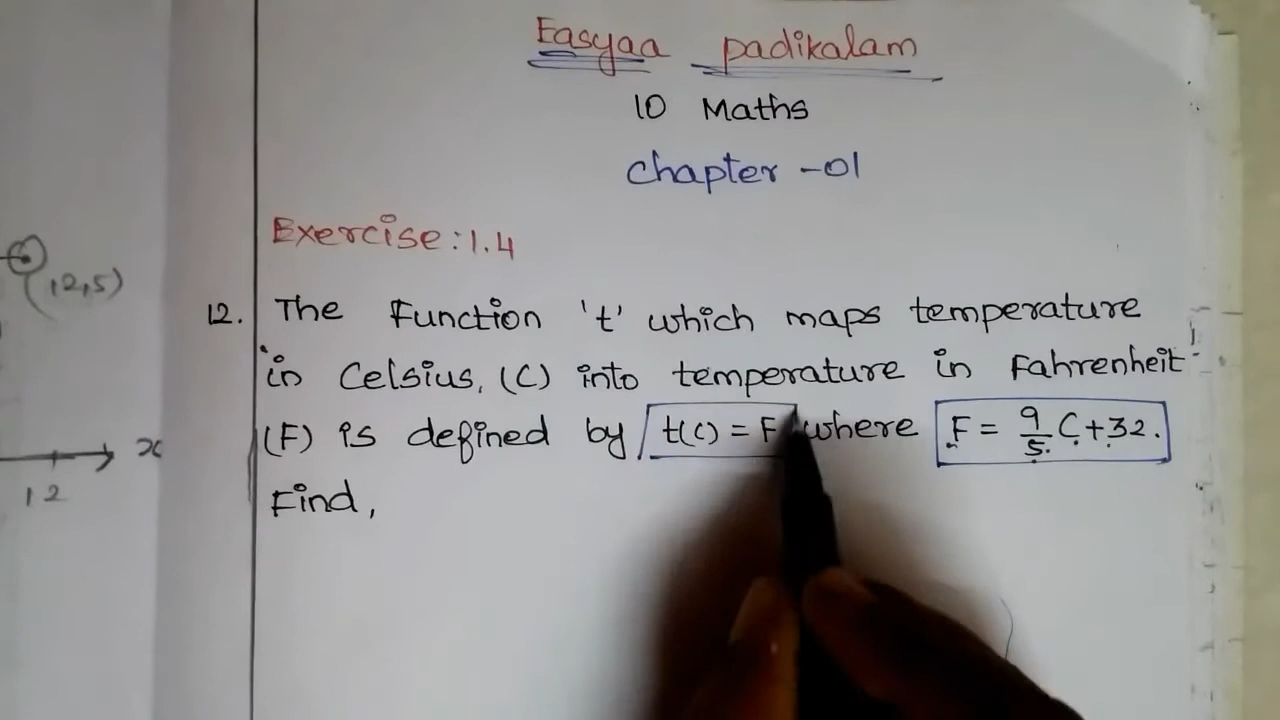 Easyaa padikalam
10 Maths
Chapter -01
Exercise: 1.4
12. The Function 't' which maps temperature
in Celsius, (C) into temperature in Fahrenheit
(F) is defined by t(C) = F where F = 9/5 C + 32.
Find,
(12,5)
x
12